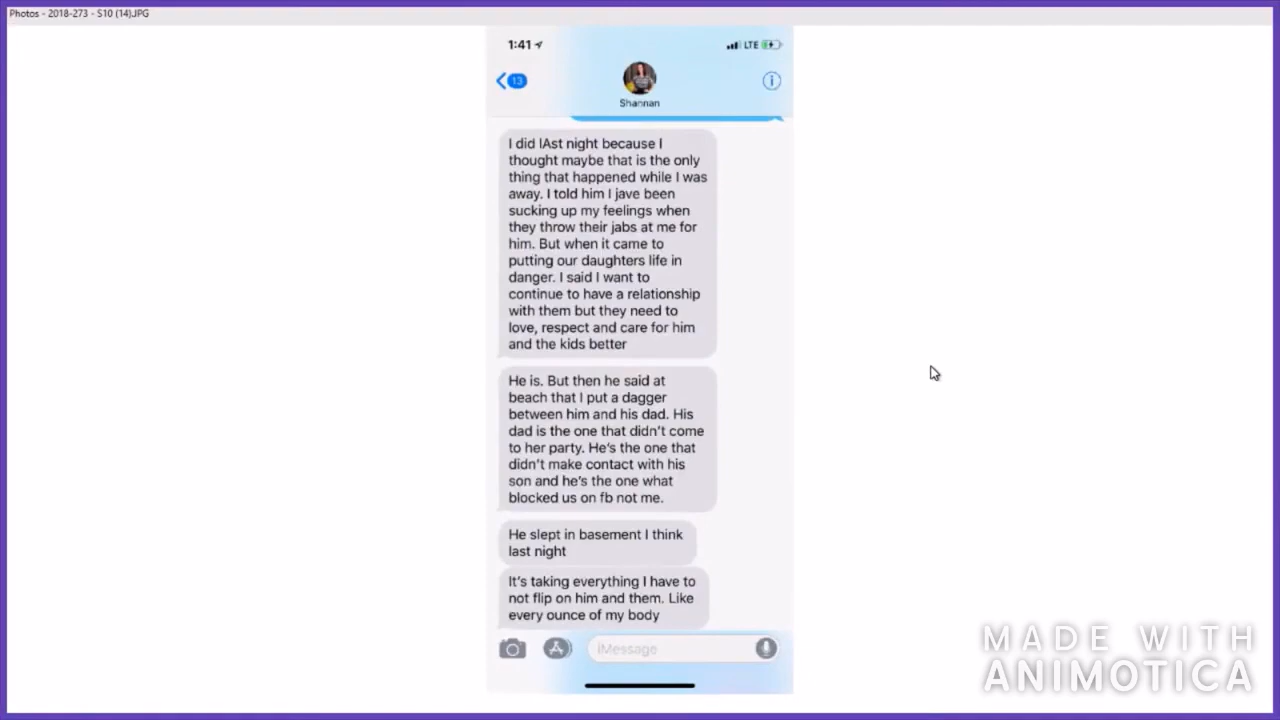 Photos - 2018-273 - S10 (14).JPG
1:41
LTE
13
Shannan
I did lAst night because I
thought maybe that is the only
thing that happened while I was
away. I told him I jave been
sucking up my feelings when
they throw their jabs at me for
him. But when it came to
putting our daughters life in
danger. I said I want to
continue to have a relationship
with them but they need to
love, respect and care for him
and the kids better
He is. But then he said at
beach that I put a dagger
between him and his dad. His
dad is the one that didn't come
to her party. He's the one that
didn't make contact with his
son and he's the one what
blocked us on fb not me.
He slept in basement I think
last night
It's taking everything I have to
not flip on him and them. Like
every ounce of my body
iMessage
MADE WITH
ANIMOTICA